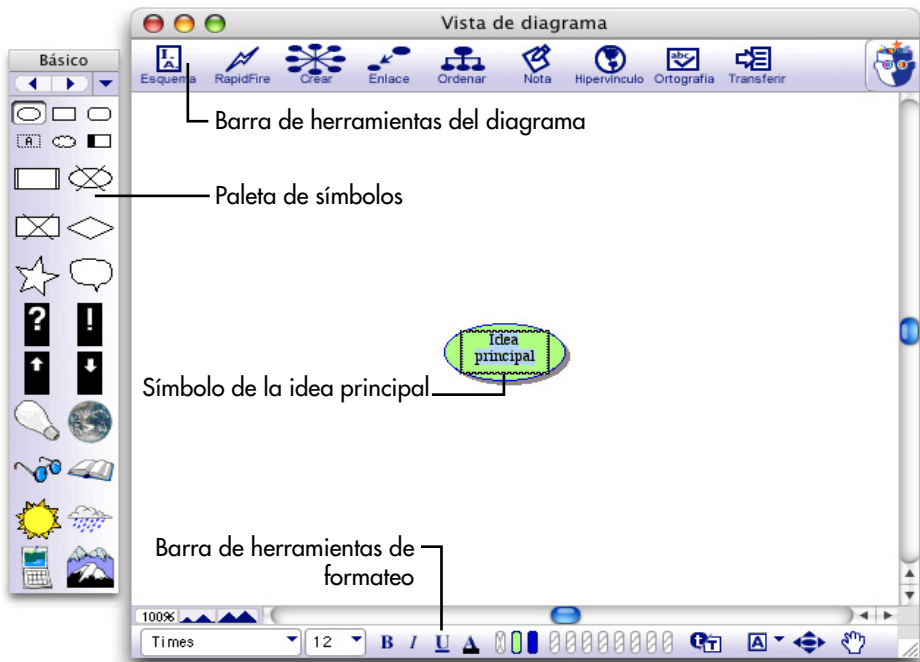 Vista de diagrama
Básico
Esquema RapidFire Crear Enlace Ordenar Nota Hipervínculo Ortografía Transferir
Barra de herramientas del diagrama
A
Paleta de símbolos
? !
Idea
principal
Símbolo de la idea principal
Barra de herramientas de
formateo
100%
Times 12 B I U A A